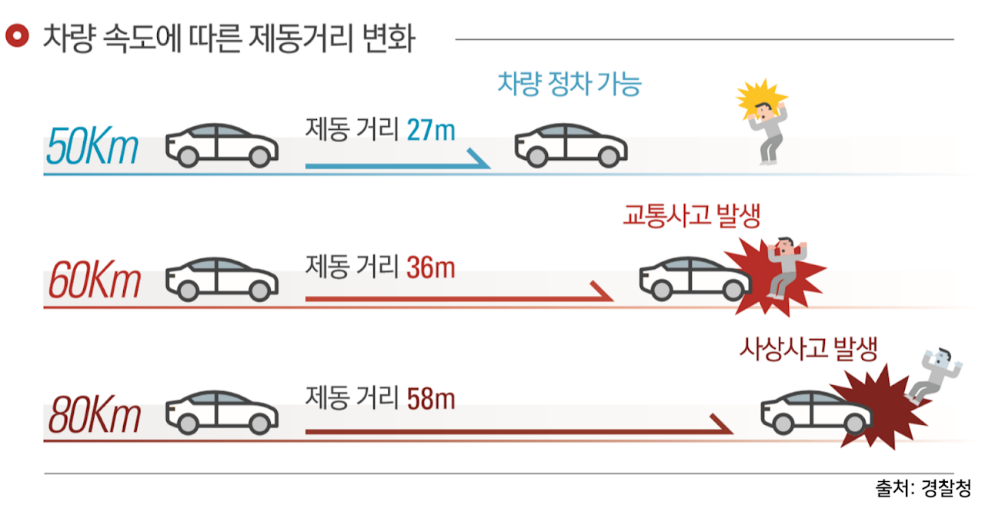 차량 속도에 따른 제동거리 변화
차량 정차 가능
50Km
제동 거리 27m
교통사고 발생
60Km
제동 거리 36m
사상사고 발생
80Km
제동 거리 58m
출처: 경찰청